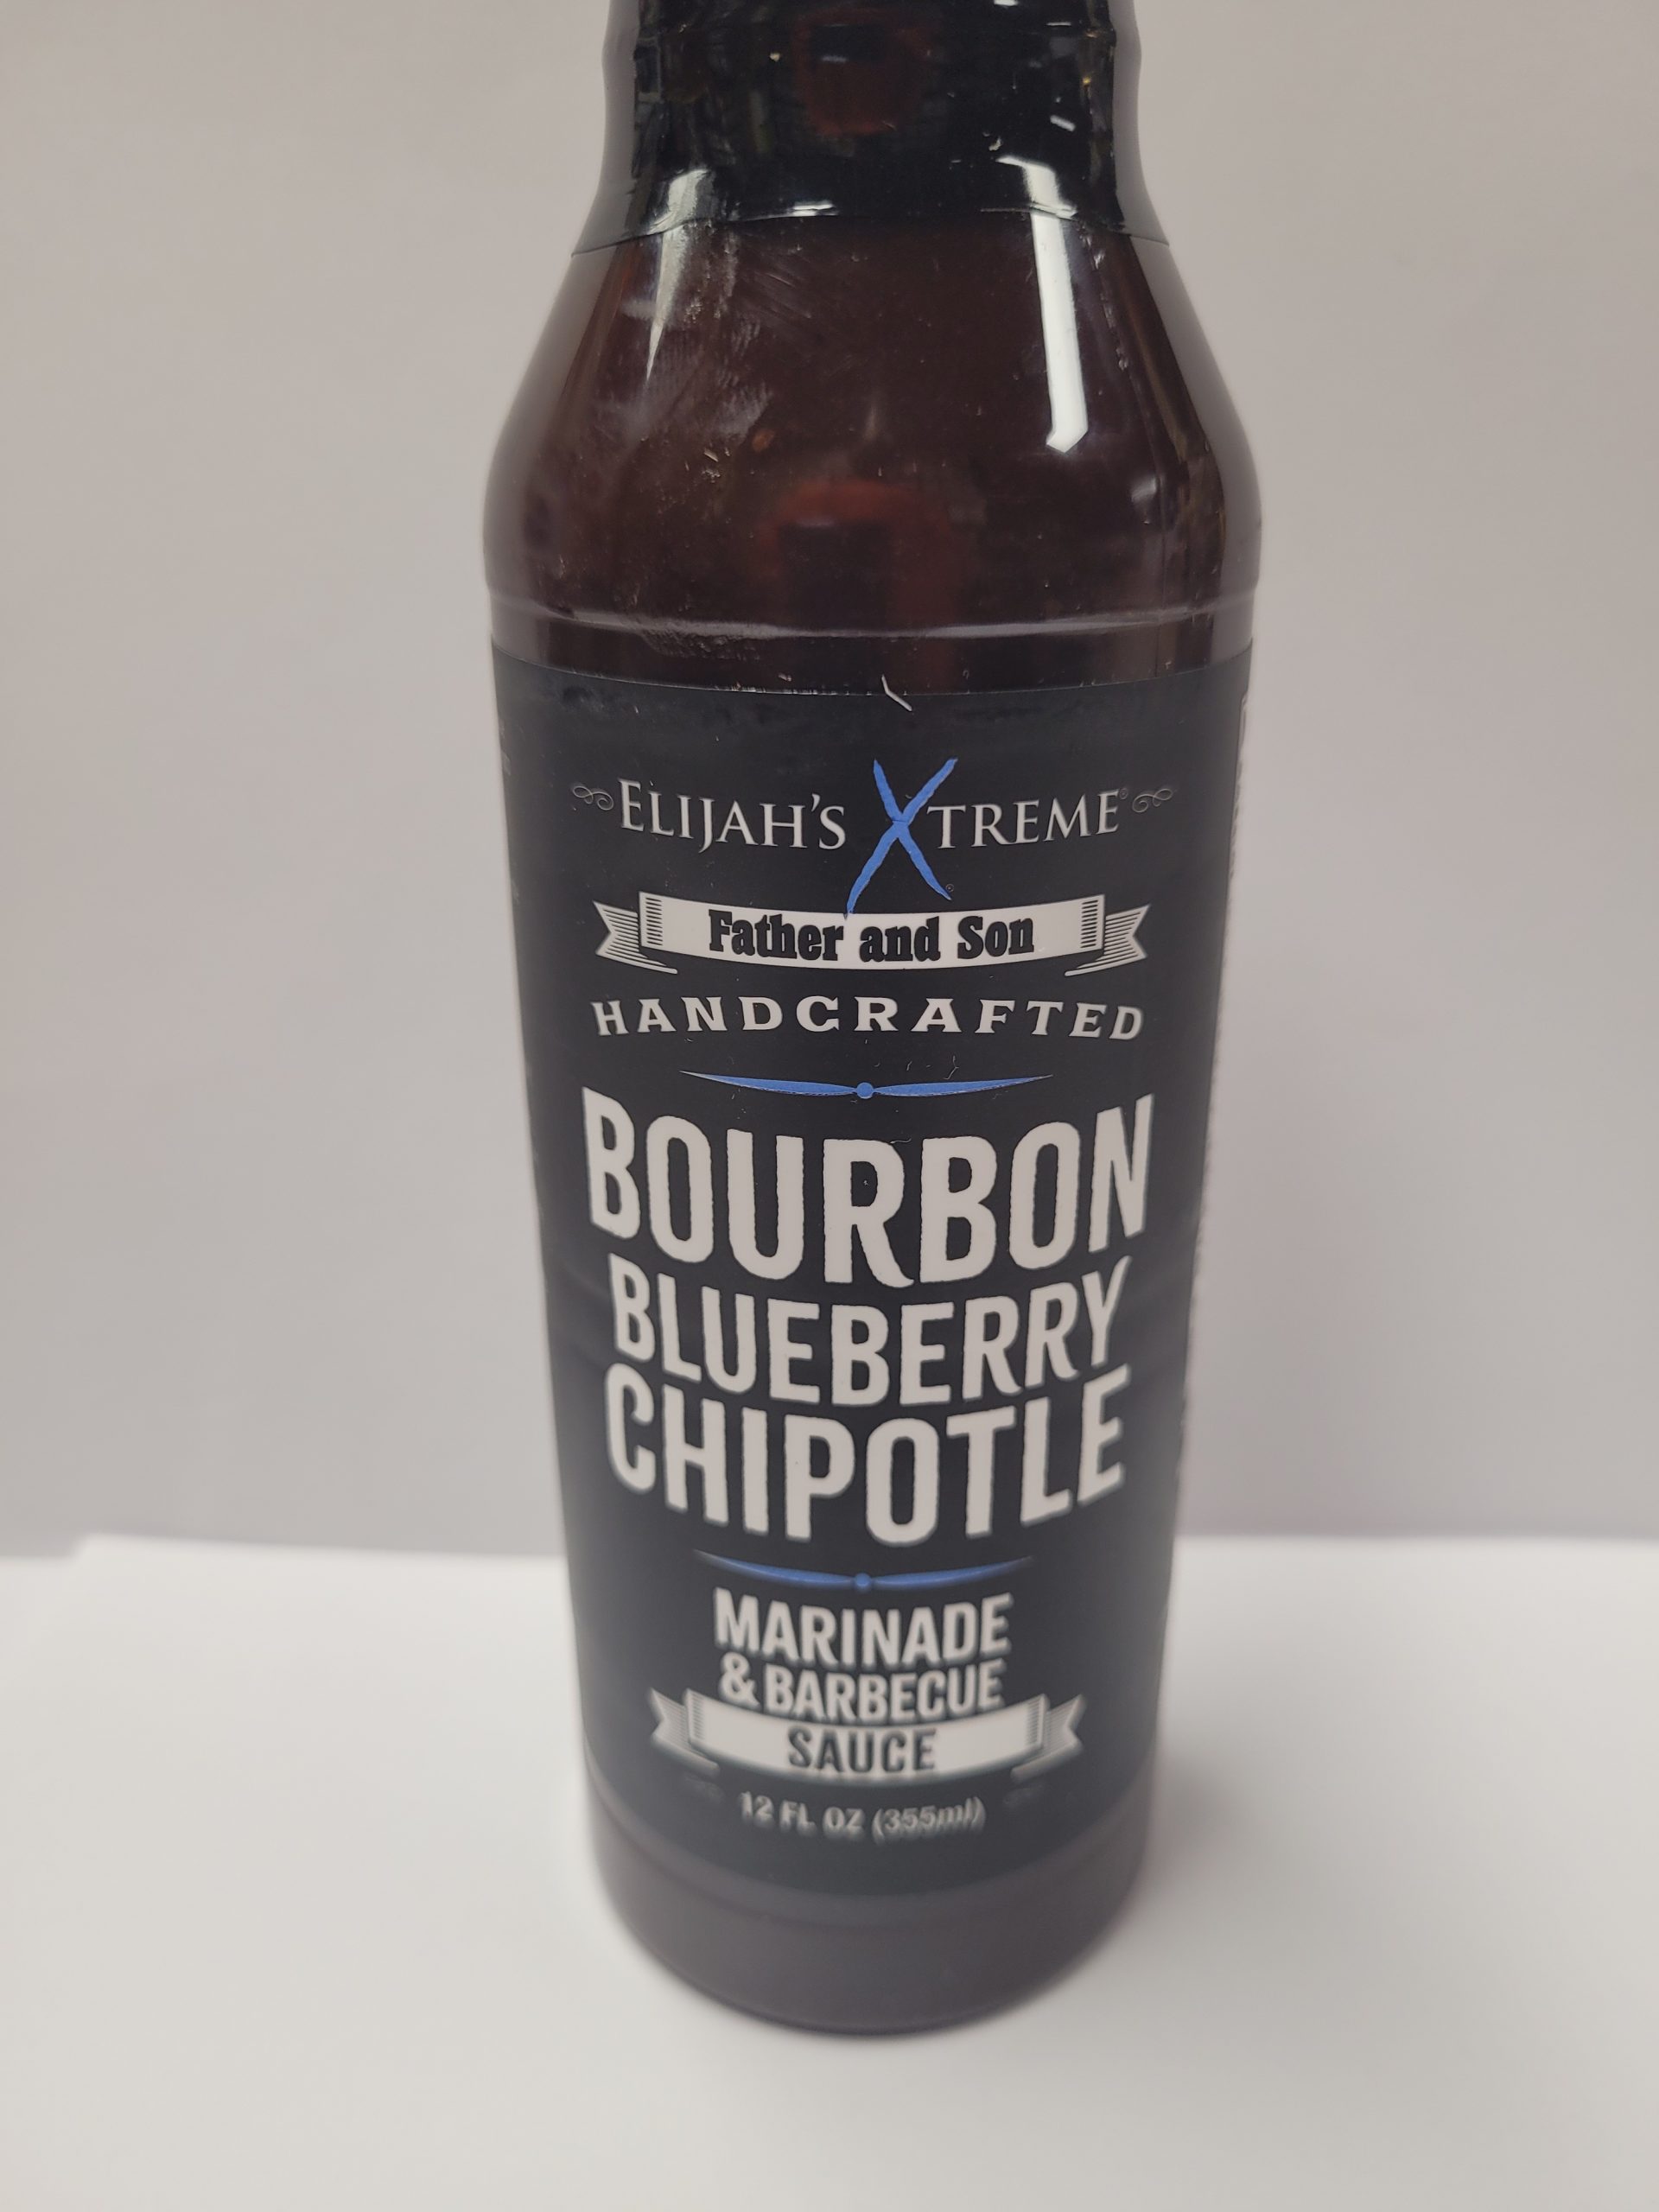 ELIJAH'S XTREME®
Father and Son
HANDCRAFTED
BOURBON
BLUEBERRY
CHIPOTLE
MARINADE
& BARBECUE
SAUCE
12 FL OZ (355ml)